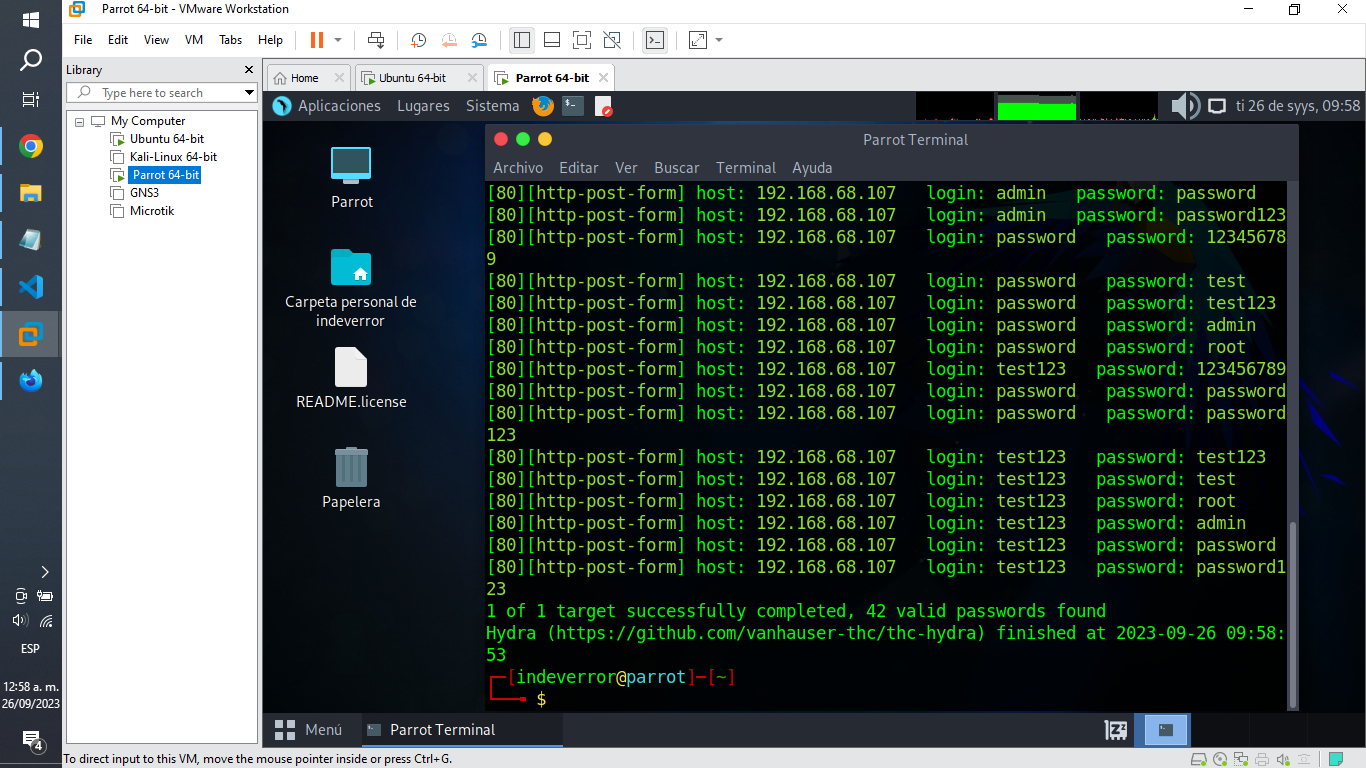 Parrot 64-bit - VMware Workstation
File Edit View VM Tabs Help
Library
Type here to search
My Computer
Ubuntu 64-bit
Kali-Linux 64-bit
Parrot 64-bit
GNS3
Microtik
Home
Ubuntu 64-bit
Parrot 64-bit
Aplicaciones Lugares Sistema
ti 26 de syys, 09:58
Parrot
Carpeta personal de
indeverror
README.license
Papelera
Parrot Terminal
Archivo Editar Ver Buscar Terminal Ayuda
[80][http-post-form] host: 192.168.68.107   login: admin   password: password
[80][http-post-form] host: 192.168.68.107   login: admin   password: password123
[80][http-post-form] host: 192.168.68.107   login: password   password: 12345678
9
[80][http-post-form] host: 192.168.68.107   login: password   password: test
[80][http-post-form] host: 192.168.68.107   login: password   password: test123
[80][http-post-form] host: 192.168.68.107   login: password   password: admin
[80][http-post-form] host: 192.168.68.107   login: password   password: root
[80][http-post-form] host: 192.168.68.107   login: test123   password: 123456789
[80][http-post-form] host: 192.168.68.107   login: password   password: password
[80][http-post-form] host: 192.168.68.107   login: password   password: password
123
[80][http-post-form] host: 192.168.68.107   login: test123   password: test123
[80][http-post-form] host: 192.168.68.107   login: test123   password: test
[80][http-post-form] host: 192.168.68.107   login: test123   password: root
[80][http-post-form] host: 192.168.68.107   login: test123   password: admin
[80][http-post-form] host: 192.168.68.107   login: test123   password: password
[80][http-post-form] host: 192.168.68.107   login: test123   password: password1
23
1 of 1 target successfully completed, 42 valid passwords found
Hydra (https://github.com/vanhauser-thc/thc-hydra) finished at 2023-09-26 09:58:
53
┌─[indeverror@parrot]─[~]
└──╼ $
Menú
Parrot Terminal
ESP
12:58 a. m.
26/09/2023
4
To direct input to this VM, move the mouse pointer inside or press Ctrl+G.